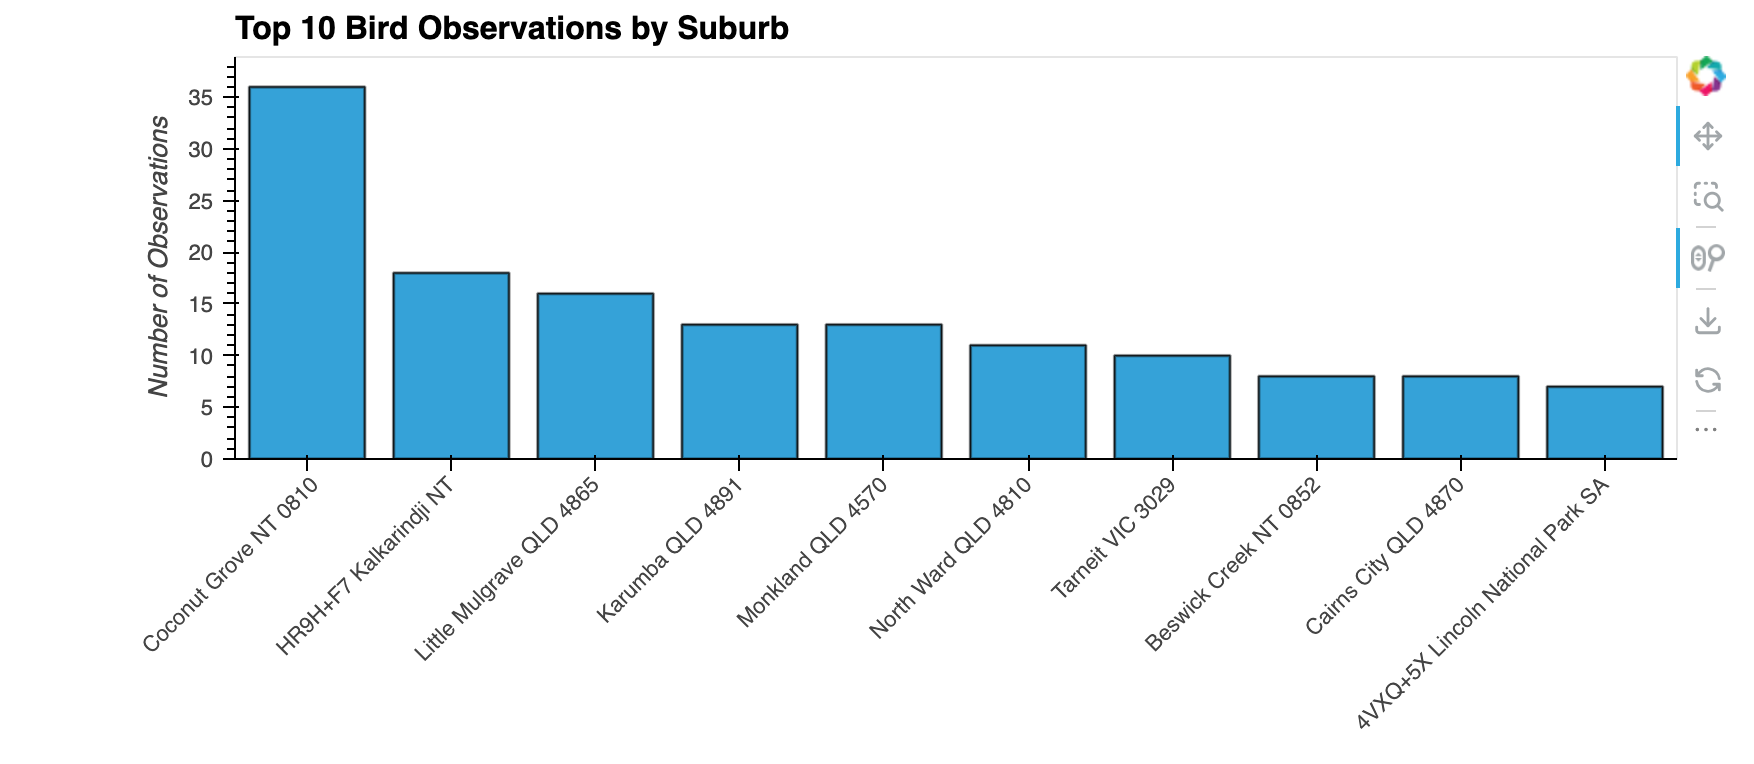 Top 10 Bird Observations by Suburb
Number of Observations
35
30
25
20
15
10
5
0
Coconut Grove NT 0810
HR9H+F7 Kalkarindji NT
Little Mulgrave QLD 4865
Karumba QLD 4891
Monkland QLD 4570
North Ward QLD 4810
Tarneit VIC 3029
Beswick Creek NT 0852
Cairns City QLD 4870
4VXQ+5X Lincoln National Park SA